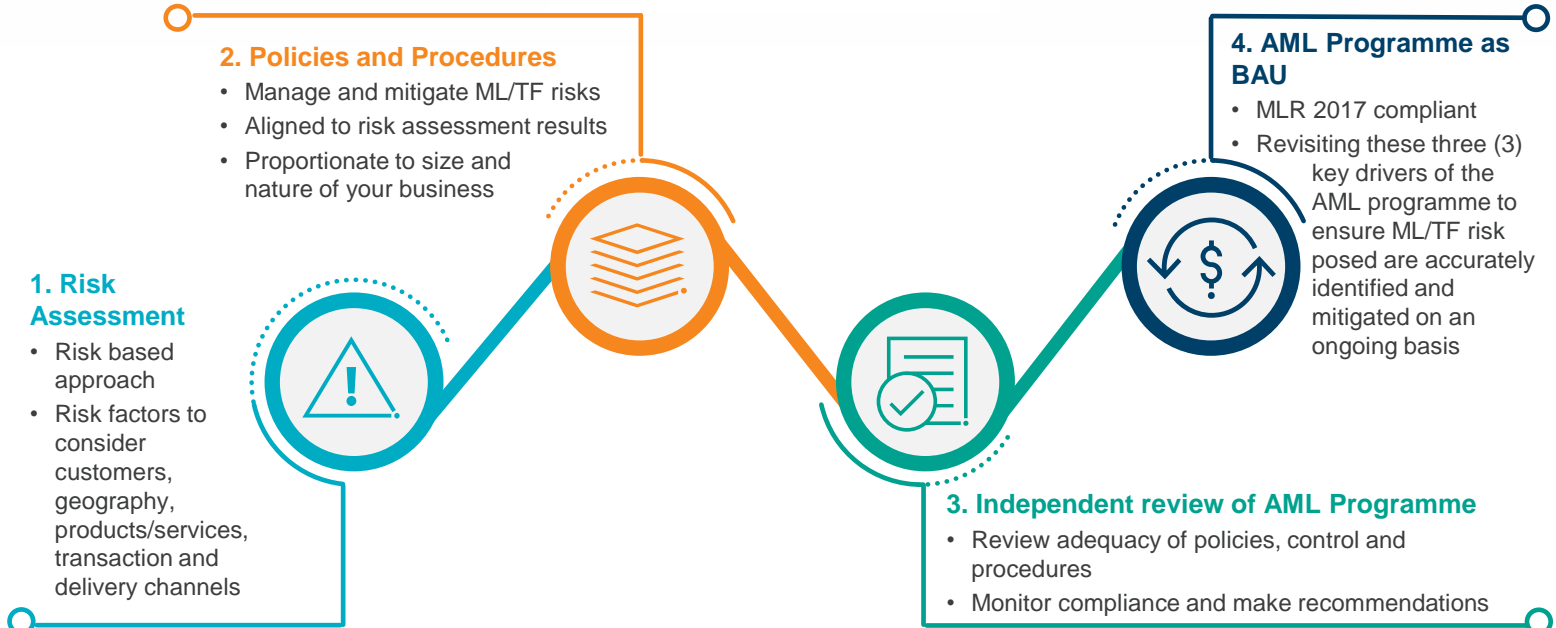 1. Risk
Assessment
• Risk based
approach
• Risk factors to
consider
customers,
geography,
products/services,
transaction and
delivery channels
2. Policies and Procedures
• Manage and mitigate ML/TF risks
• Aligned to risk assessment results
• Proportionate to size and
nature of your business
3. Independent review of AML Programme
• Review adequacy of policies, control and
procedures
• Monitor compliance and make recommendations
4. AML Programme as
BAU
• MLR 2017 compliant
• Revisiting these three (3)
key drivers of the
AML programme to
ensure ML/TF risk
posed are accurately
identified and
mitigated on an
ongoing basis
!
$